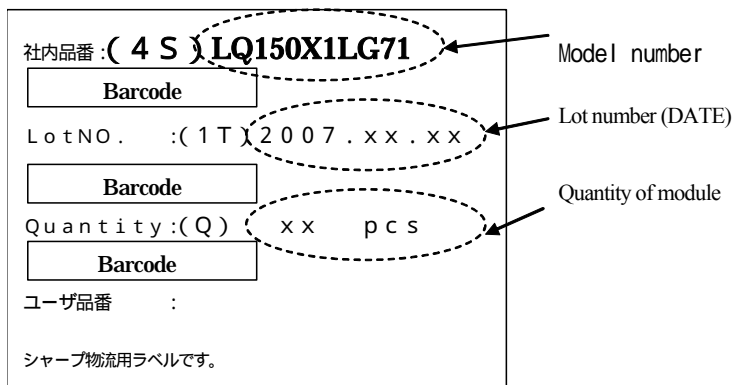 社内品番:(4S)LQ150X1LG71
Model number
Barcode
LotNO. :(1T)2007.xx.xx
Lot number (DATE)
Barcode
Quantity:(Q) xx pcs
Quantity of module
Barcode
ユーザ品番 :
シャープ物流用ラベルです。